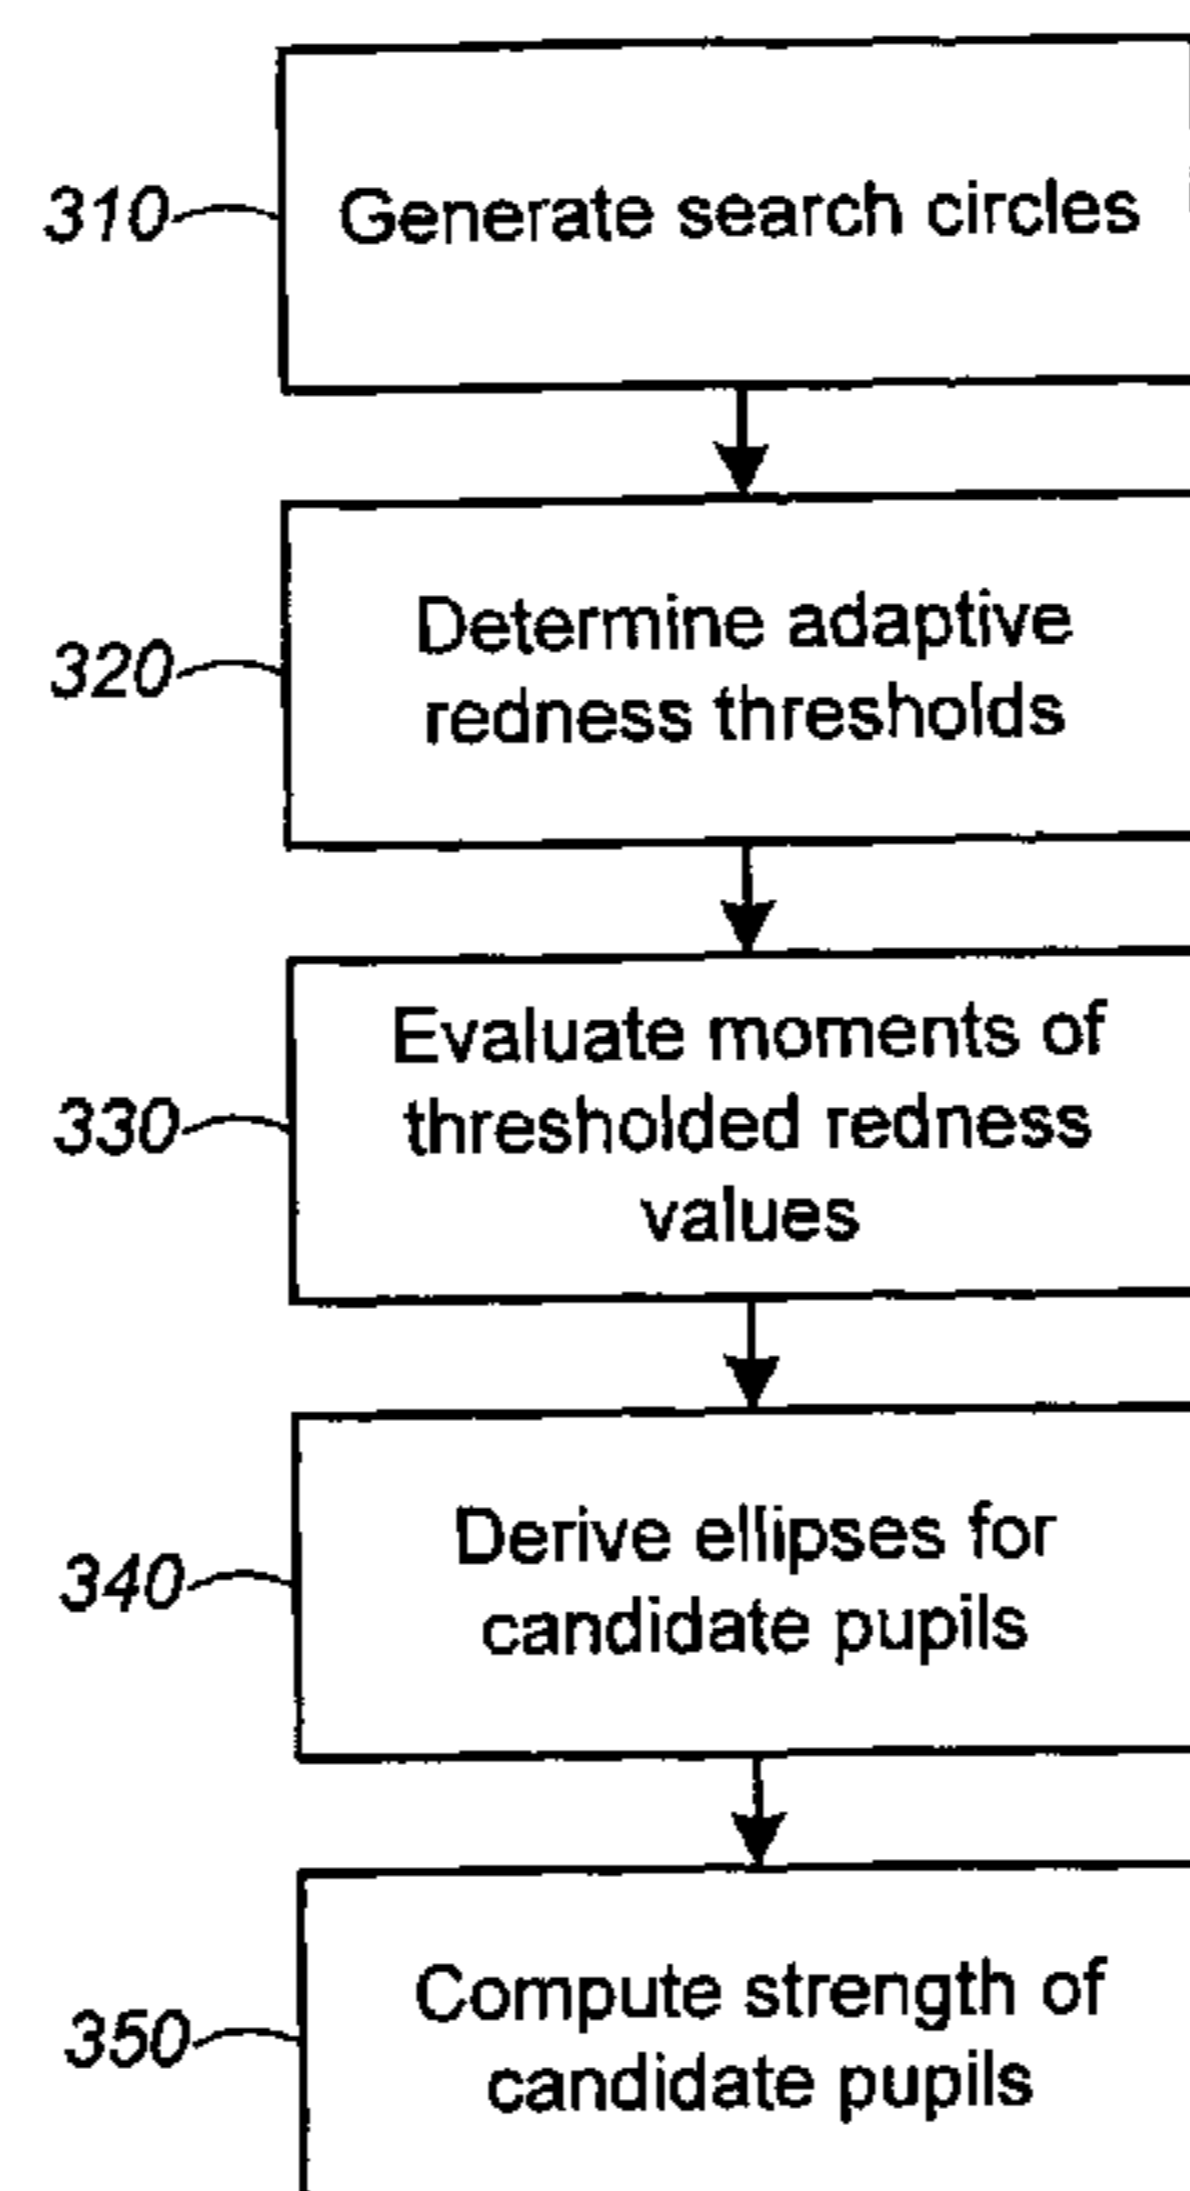 310 Generate search circles
320 Determine adaptive
redness thresholds
330 Evaluate moments of
thresholded redness
values
340 Derive ellipses for
candidate pupils
350 Compute strength of
candidate pupils